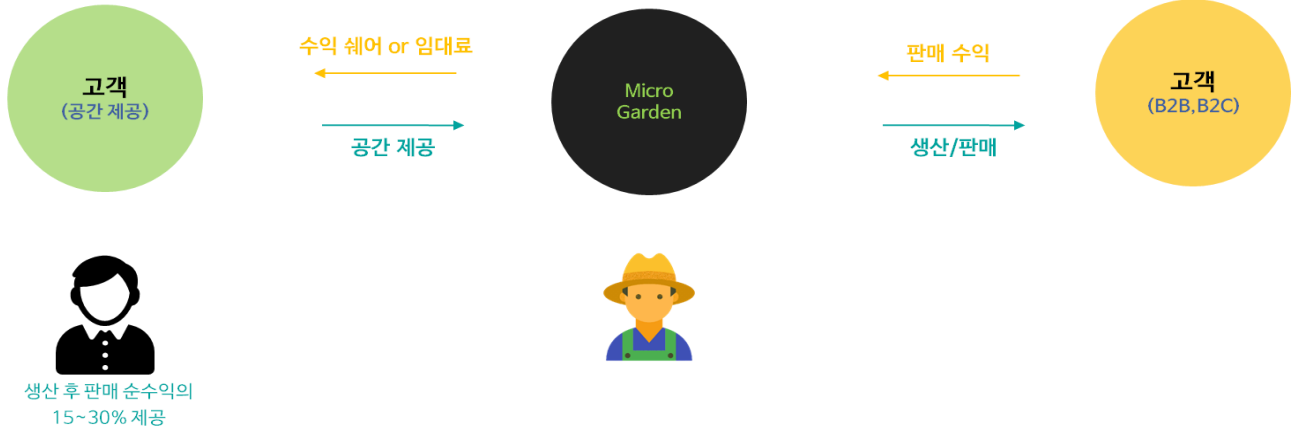 고객
(공간 제공)
수익 쉐어 or 임대료
공간 제공
Micro
Garden
판매 수익
생산/판매
고객
(B2B,B2C)
생산 후 판매 순수익의
15~30% 제공